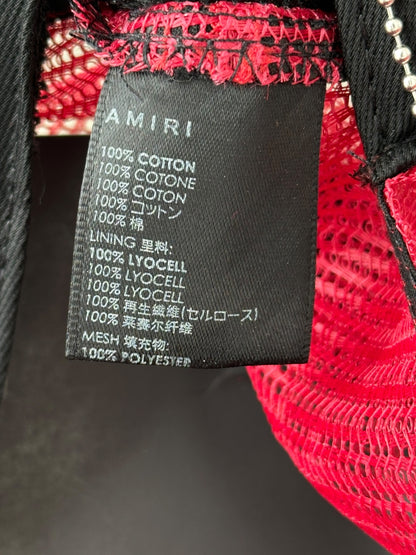 AMIRI
100% COTTON
100% COTONE
100% COTON
100% コットン
100% 棉
LINING 里料:
100% LYOCELL
100% LYOCELL
100% LYOCELL
100% 再生纖維(セルロース)
100% 莱赛尔纤维
MESH 填充物:
100% POLYESTER